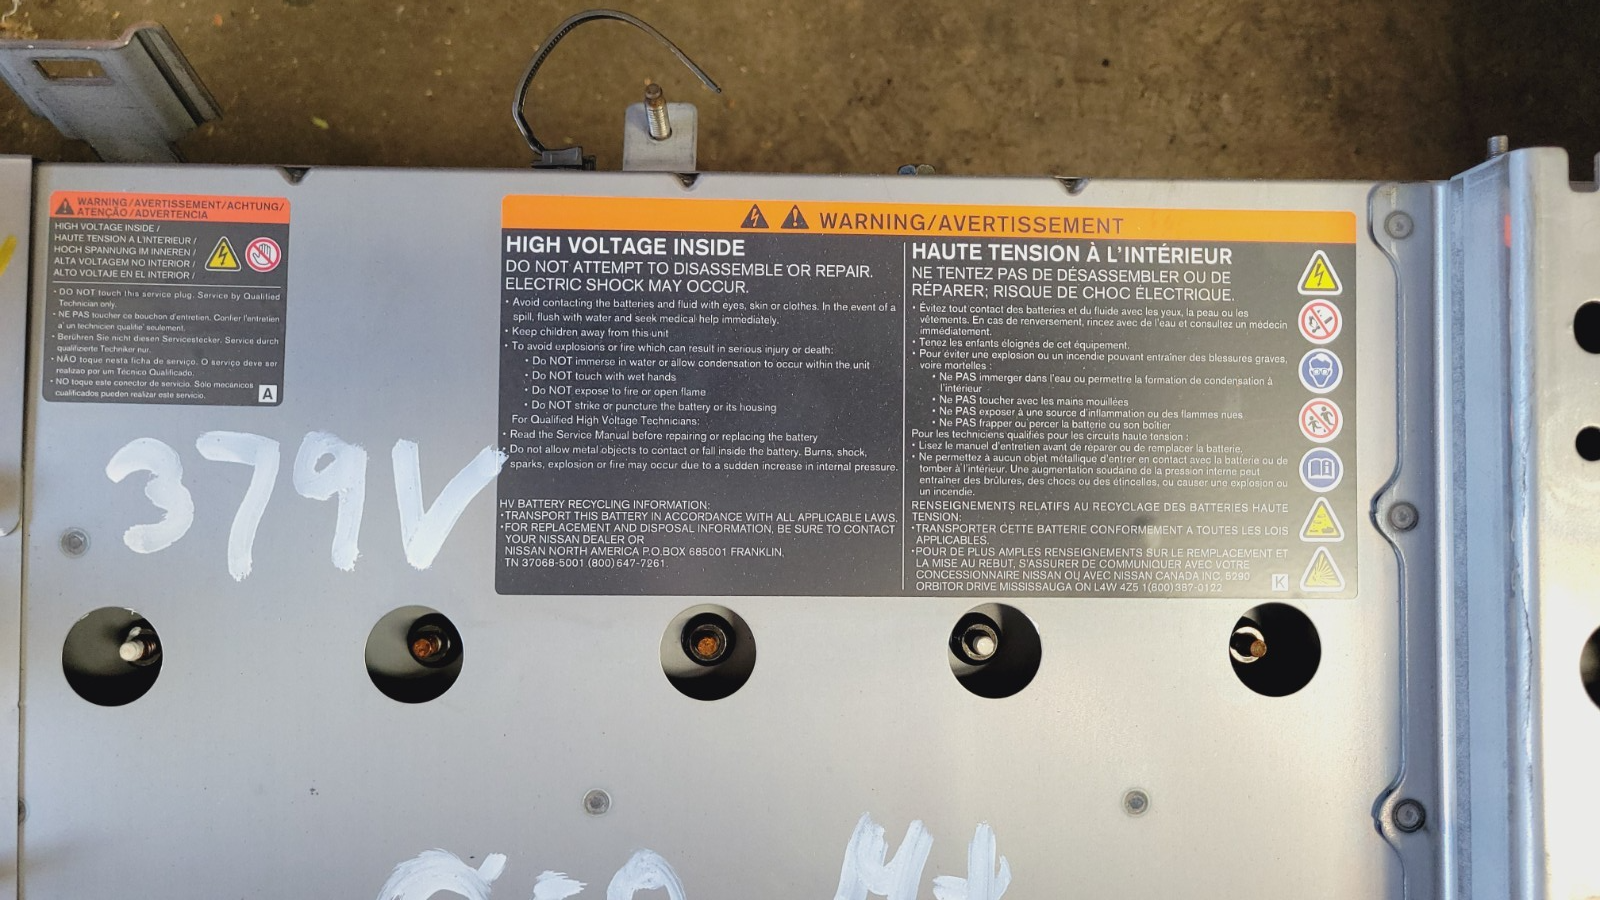 WARNING/AVERTISSEMENT/ACHTUNG/
ATENÇÃO/ADVERTENCIA
HIGH VOLTAGE INSIDE /
HAUTE TENSION A L'INTERIEUR /
HOCH SPANNUNG IM INNEREN /
ALTA VOLTAGEM NO INTERIOR /
ALTO VOLTAJE EN EL INTERIOR /
• DO NOT touch this service plug. Service by Qualified
Technician only.
• NE PAS toucher ce bouchon d'entretien. Confier l'entretien
a' un technicien qualifie' seulement.
• Berühren Sie nicht diesen Servicestecker. Service durch
qualifizierte Techniker nur.
• NÃO toque nesta ficha de serviço. O serviço deve ser
realizao por um Técnico Qualificado.
• NO toque este conector de servicio. Sólo mecánicos
cualificados pueden realizar este servicio.
A
WARNING/AVERTISSEMENT
HIGH VOLTAGE INSIDE
DO NOT ATTEMPT TO DISASSEMBLE OR REPAIR.
ELECTRIC SHOCK MAY OCCUR.
• Avoid contacting the batteries and fluid with eyes, skin or clothes. In the event of a
spill, flush with water and seek medical help immediately.
• Keep children away from this unit
• To avoid explosions or fire which can result in serious injury or death:
• Do NOT immerse in water or allow condensation to occur within the unit
• Do NOT touch with wet hands
• Do NOT expose to fire or open flame
• Do NOT strike or puncture the battery or its housing
For Qualified High Voltage Technicians:
• Read the Service Manual before repairing or replacing the battery
• Do not allow metal objects to contact or fall inside the battery. Burns, shock,
sparks, explosion or fire may occur due to a sudden increase in internal pressure.
HV BATTERY RECYCLING INFORMATION:
•TRANSPORT THIS BATTERY IN ACCORDANCE WITH ALL APPLICABLE LAWS.
•FOR REPLACEMENT AND DISPOSAL INFORMATION, BE SURE TO CONTACT
YOUR NISSAN DEALER OR
NISSAN NORTH AMERICA P.O.BOX 685001 FRANKLIN,
TN 37068-5001 (800)647-7261.
HAUTE TENSION À L'INTÉRIEUR
NE TENTEZ PAS DE DÉSASSEMBLER OU DE
RÉPARER; RISQUE DE CHOC ÉLECTRIQUE.
• Évitez tout contact des batteries et du fluide avec les yeux, la peau ou les
vêtements. En cas de renversement, rincez avec de l'eau et consultez un médecin
immédiatement.
• Tenez les enfants éloignés de cet équipement.
• Pour éviter une explosion ou un incendie pouvant entraîner des blessures graves,
voire mortelles :
• Ne PAS immerger dans l'eau ou permettre la formation de condensation à
l'intérieur
• Ne PAS toucher avec les mains mouillées
• Ne PAS exposer à une source d'inflammation ou des flammes nues
• Ne PAS frapper ou percer la batterie ou son boîtier
Pour les techniciens qualifiés pour les circuits haute tension :
• Lisez le manuel d'entretien avant de réparer ou de remplacer la batterie.
• Ne permettez à aucun objet métallique d'entrer en contact avec la batterie ou de
tomber à l'intérieur. Une augmentation soudaine de la pression interne peut
entraîner des brûlures, des chocs ou des étincelles, ou causer une explosion ou
un incendie.
RENSEIGNEMENTS RELATIFS AU RECYCLAGE DES BATTERIES HAUTE
TENSION:
•TRANSPORTER CETTE BATTERIE CONFORMÉMENT A TOUTES LES LOIS
APPLICABLES.
•POUR DE PLUS AMPLES RENSEIGNEMENTS SUR LE REMPLACEMENT ET
LA MISE AU REBUT, S'ASSURER DE COMMUNIQUER AVEC VOTRE
CONCESSIONNAIRE NISSAN OU AVEC NISSAN CANADA INC, 5290
ORBITOR DRIVE MISSISSAUGA ON L4W 4Z5 1(800)387-0122
K
379V